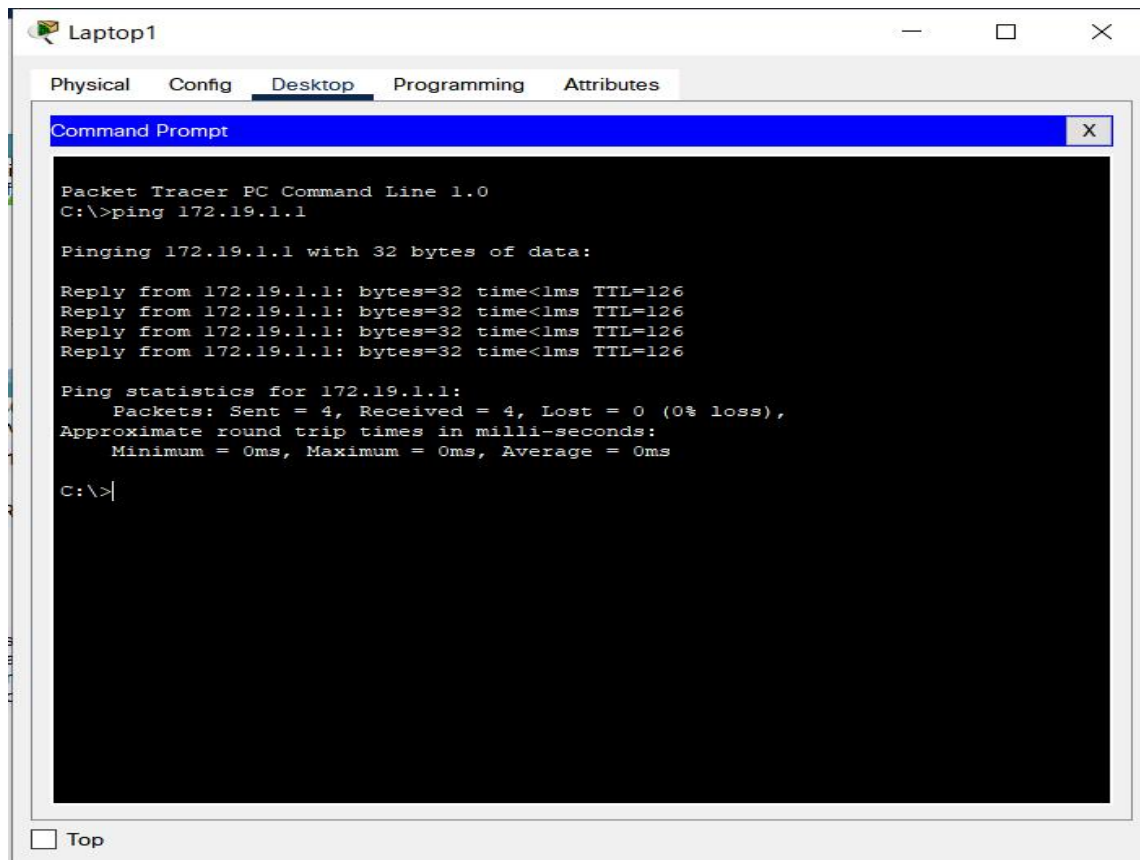 Laptop1
Physical Config Desktop Programming Attributes
Command Prompt X
Packet Tracer PC Command Line 1.0
C:\>ping 172.19.1.1
Pinging 172.19.1.1 with 32 bytes of data:
Reply from 172.19.1.1: bytes=32 time<1ms TTL=126
Reply from 172.19.1.1: bytes=32 time<1ms TTL=126
Reply from 172.19.1.1: bytes=32 time<1ms TTL=126
Reply from 172.19.1.1: bytes=32 time<1ms TTL=126
Ping statistics for 172.19.1.1:
Packets: Sent = 4, Received = 4, Lost = 0 (0% loss),
Approximate round trip times in milli-seconds:
Minimum = 0ms, Maximum = 0ms, Average = 0ms
C:\>
Top